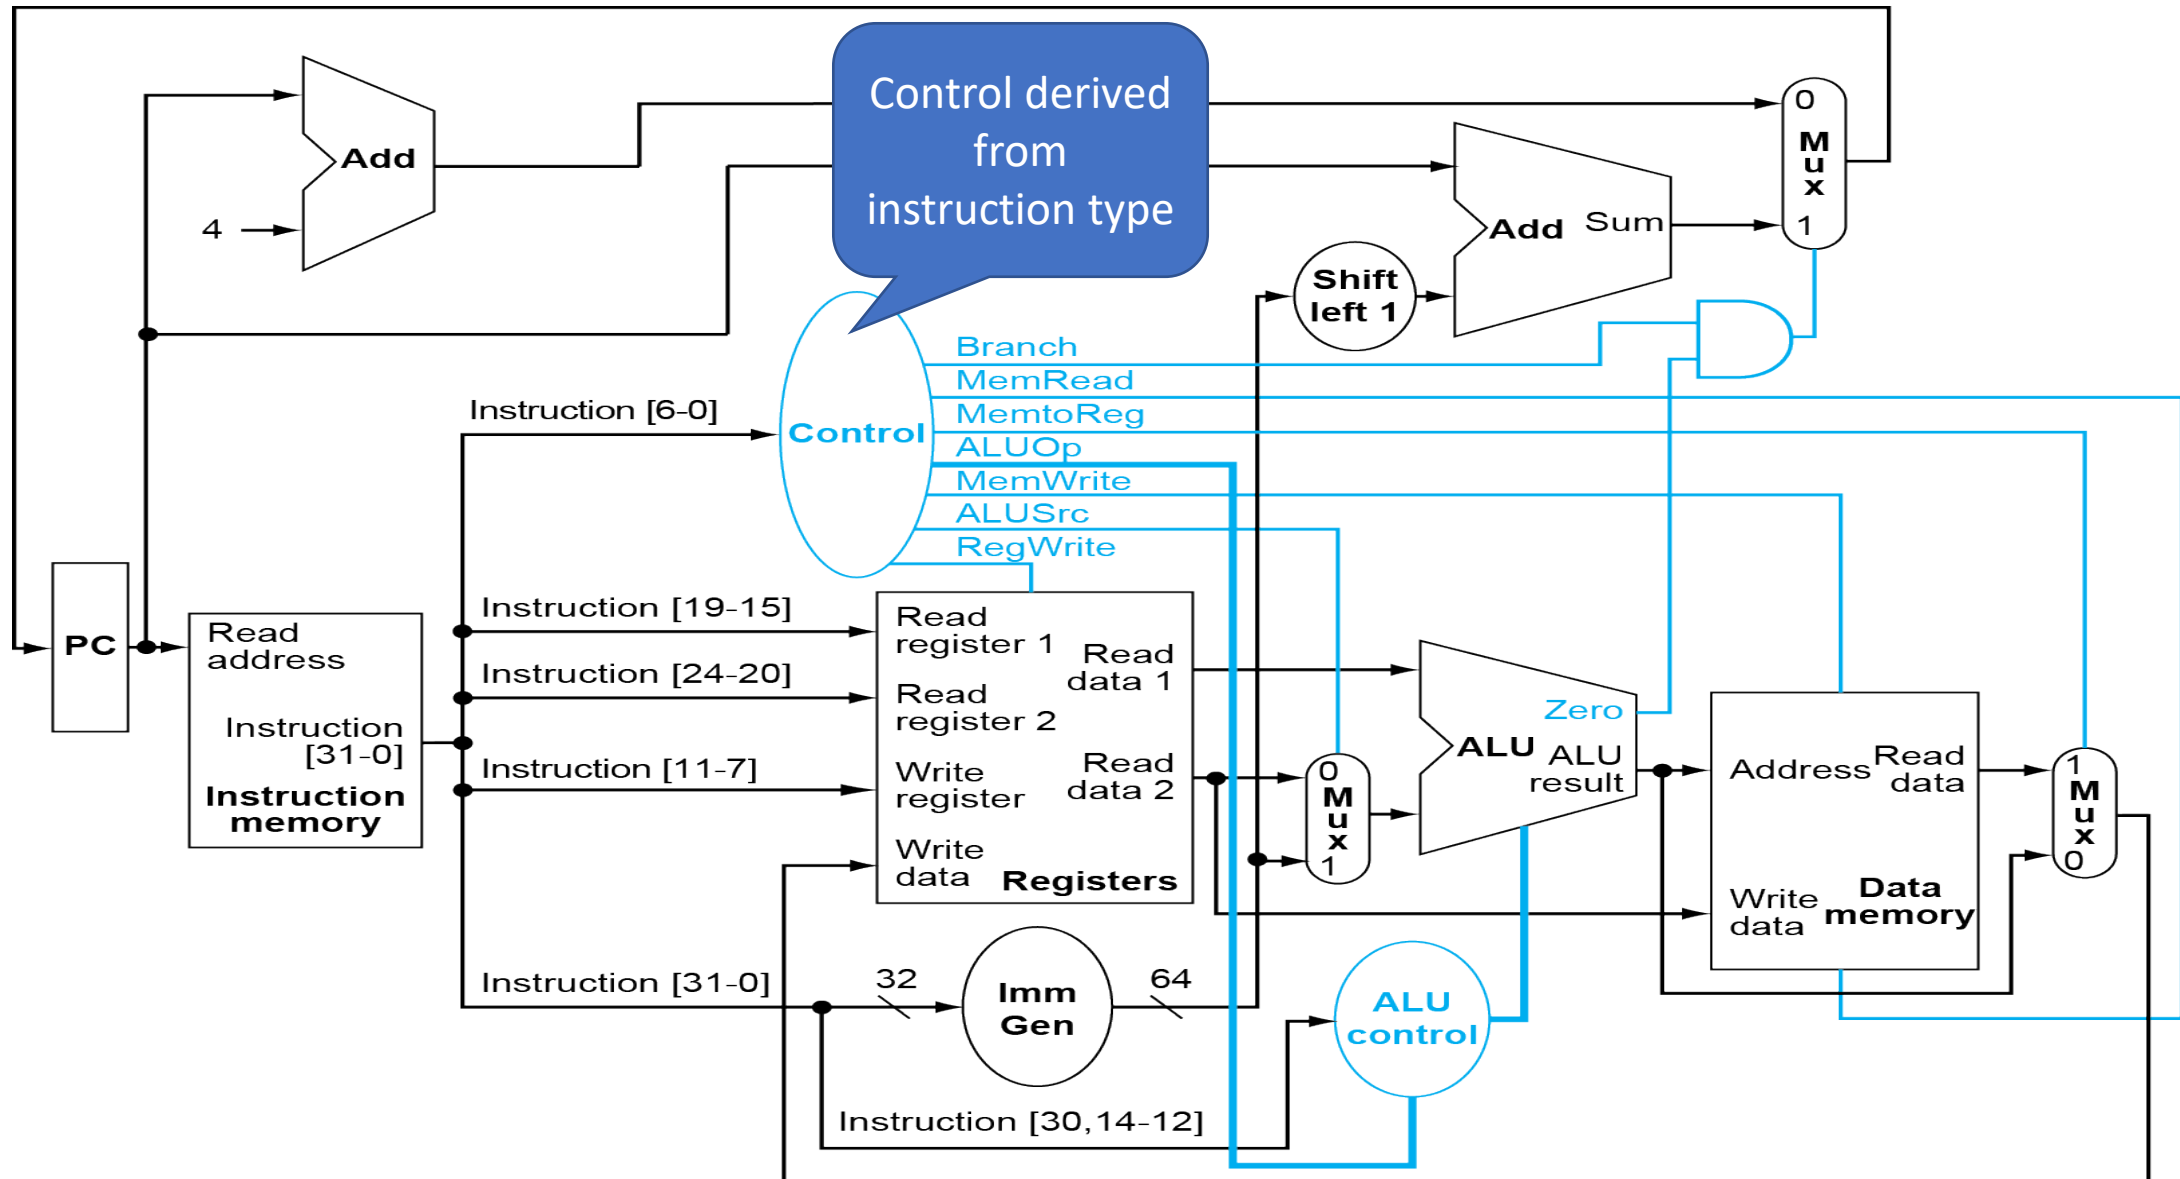 Control derived
from
instruction type
Add
4
0
Mux
1
Add Sum
Shift
left 1
Branch
MemRead
MemtoReg
ALUOp
MemWrite
ALUSrc
RegWrite
Control
Instruction [6-0]
Instruction [19-15]
Instruction [24-20]
Instruction [11-7]
Instruction [31-0]
PC
Read
address
Instruction
[31-0]
Instruction
memory
Read
register 1
Read
register 2
Write
register
Write
data
Read
data 1
Read
data 2
Registers
0
Mux
1
Zero
ALU
ALU
result
Address
Read
data
Write
data
Data
memory
1
Mux
0
32
Imm
Gen
64
ALU
control
Instruction [30,14-12]